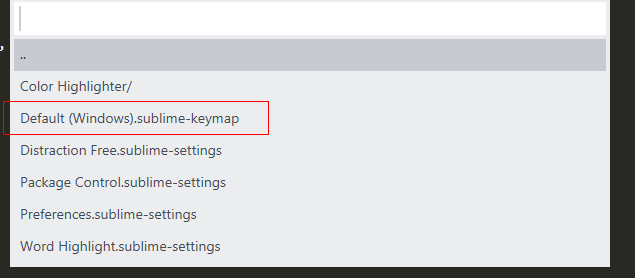 ..
Color Highlighter/
Default (Windows).sublime-keymap
Distraction Free.sublime-settings
Package Control.sublime-settings
Preferences.sublime-settings
Word Highlight.sublime-settings